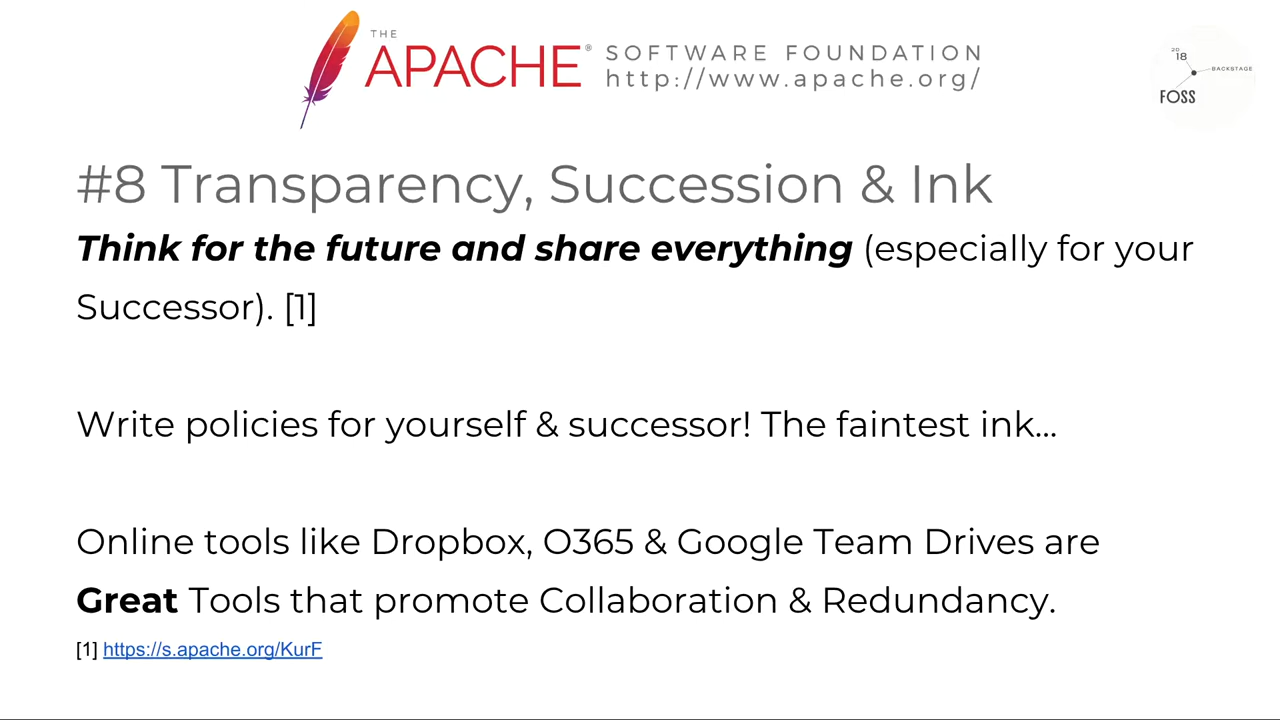 THE
APACHE® SOFTWARE FOUNDATION
http://www.apache.org/
20
18
BACKSTAGE
FOSS
#8 Transparency, Succession & Ink
Think for the future and share everything (especially for your
Successor). [1]
Write policies for yourself & successor! The faintest ink...
Online tools like Dropbox, O365 & Google Team Drives are
Great Tools that promote Collaboration & Redundancy.
[1] https://s.apache.org/KurF